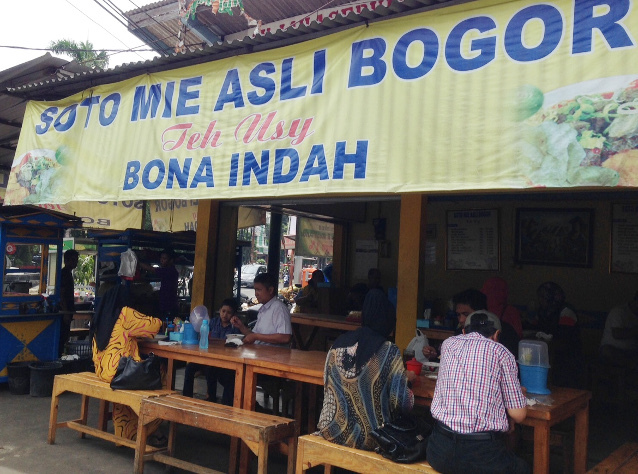 SOTO MIE ASLI BOGOR
Teh Usy
BONA INDAH